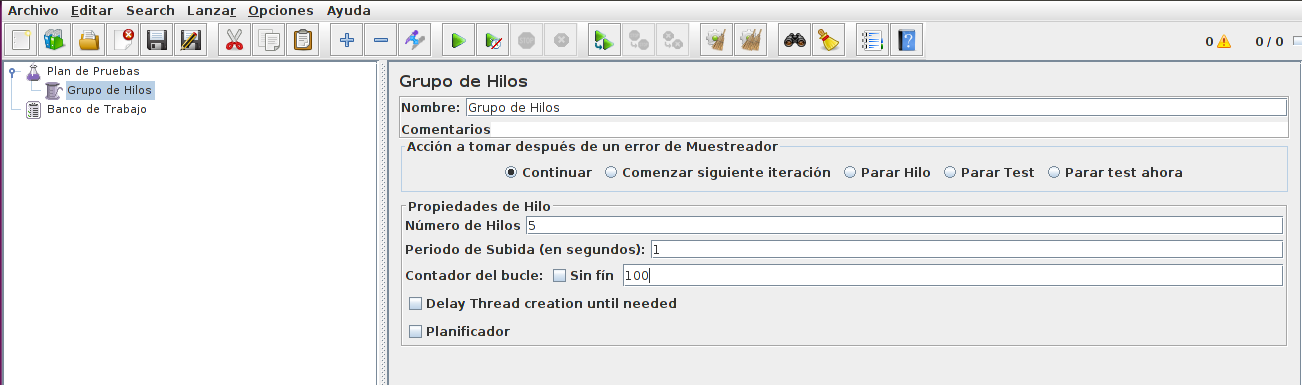 Archivo Editar Search Lanzar Opciones Ayuda
0 0 / 0
Plan de Pruebas
Grupo de Hilos
Banco de Trabajo
Grupo de Hilos
Nombre: Grupo de Hilos
Comentarios
Acción a tomar después de un error de Muestreador
Continuar Comenzar siguiente iteración Parar Hilo Parar Test Parar test ahora
Propiedades de Hilo
Número de Hilos 5
Periodo de Subida (en segundos): 1
Contador del bucle: Sin fín 100
Delay Thread creation until needed
Planificador